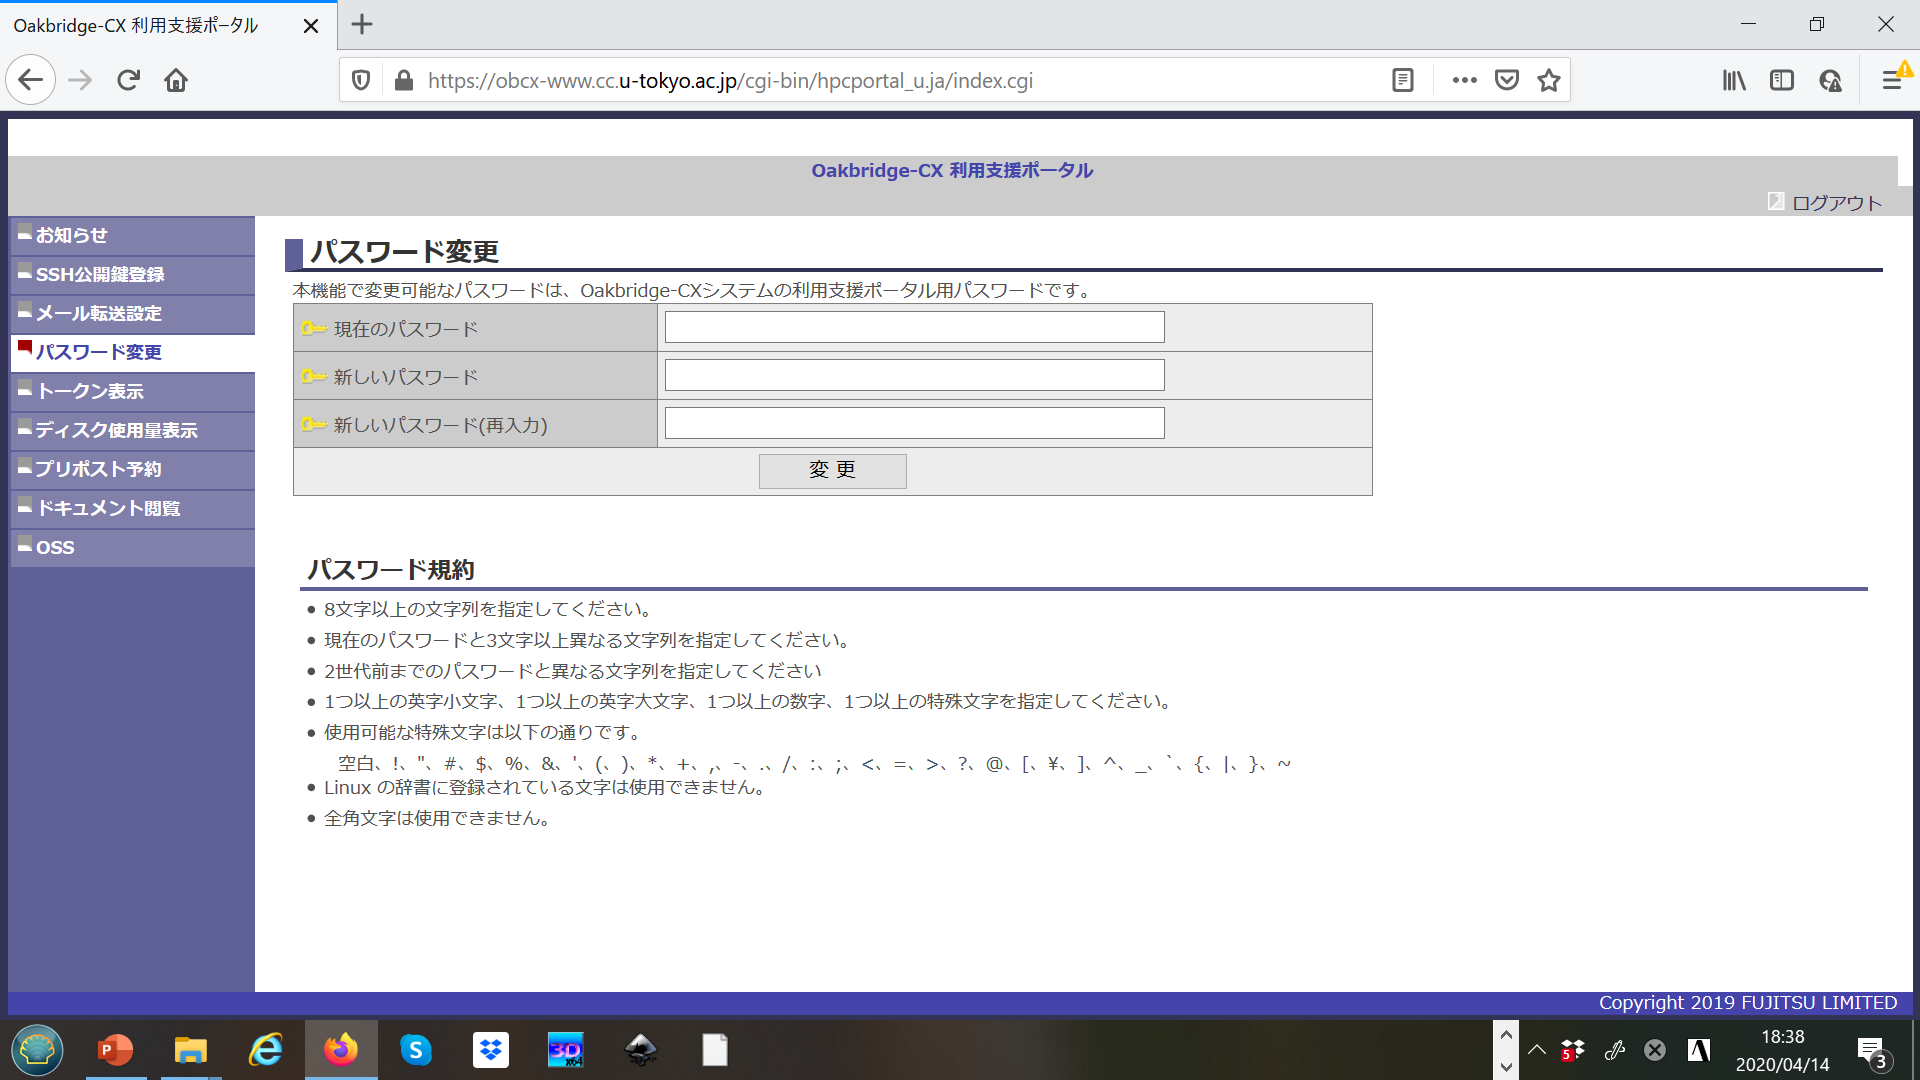 Oakbridge-CX 利用支援ポータル
https://obcx-www.cc.u-tokyo.ac.jp/cgi-bin/hpcportal_u.ja/index.cgi
Oakbridge-CX 利用支援ポータル
ログアウト
お知らせ
SSH公開鍵登録
メール転送設定
パスワード変更
トークン表示
ディスク使用量表示
プリポスト予約
ドキュメント閲覧
OSS
パスワード変更
本機能で変更可能なパスワードは、Oakbridge-CXシステムの利用支援ポータル用パスワードです。
現在のパスワード
新しいパスワード
新しいパスワード(再入力)
変 更
パスワード規約
8文字以上の文字列を指定してください。
現在のパスワードと3文字以上異なる文字列を指定してください。
2世代前までのパスワードと異なる文字列を指定してください
1つ以上の英字小文字、1つ以上の英字大文字、1つ以上の数字、1つ以上の特殊文字を指定してください。
使用可能な特殊文字は以下の通りです。
空白、!、"、#、$、%、&、'、(、)、*、+、,、-、.、/、:、;、<、=、>、?、@、[、¥、]、^、_、`、{、|、}、~
Linux の辞書に登録されている文字は使用できません。
全角文字は使用できません。
Copyright 2019 FUJITSU LIMITED
P
S
3D
x64
5
A
18:38
2020/04/14
3